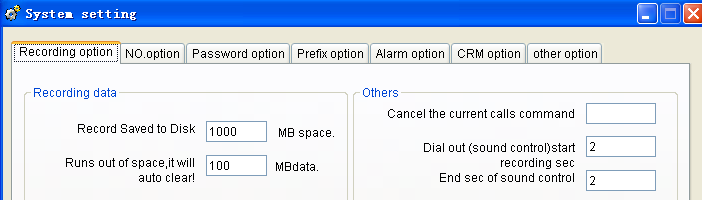 System setting
Recording option NO.option Password option Prefix option Alarm option CRM option other option
Recording data
Record Saved to Disk 1000 MB space.
Runs out of space,it will
auto clear! 100 MBdata.
Others
Cancel the current calls command
Dial out (sound control)start
recording sec 2
End sec of sound control 2